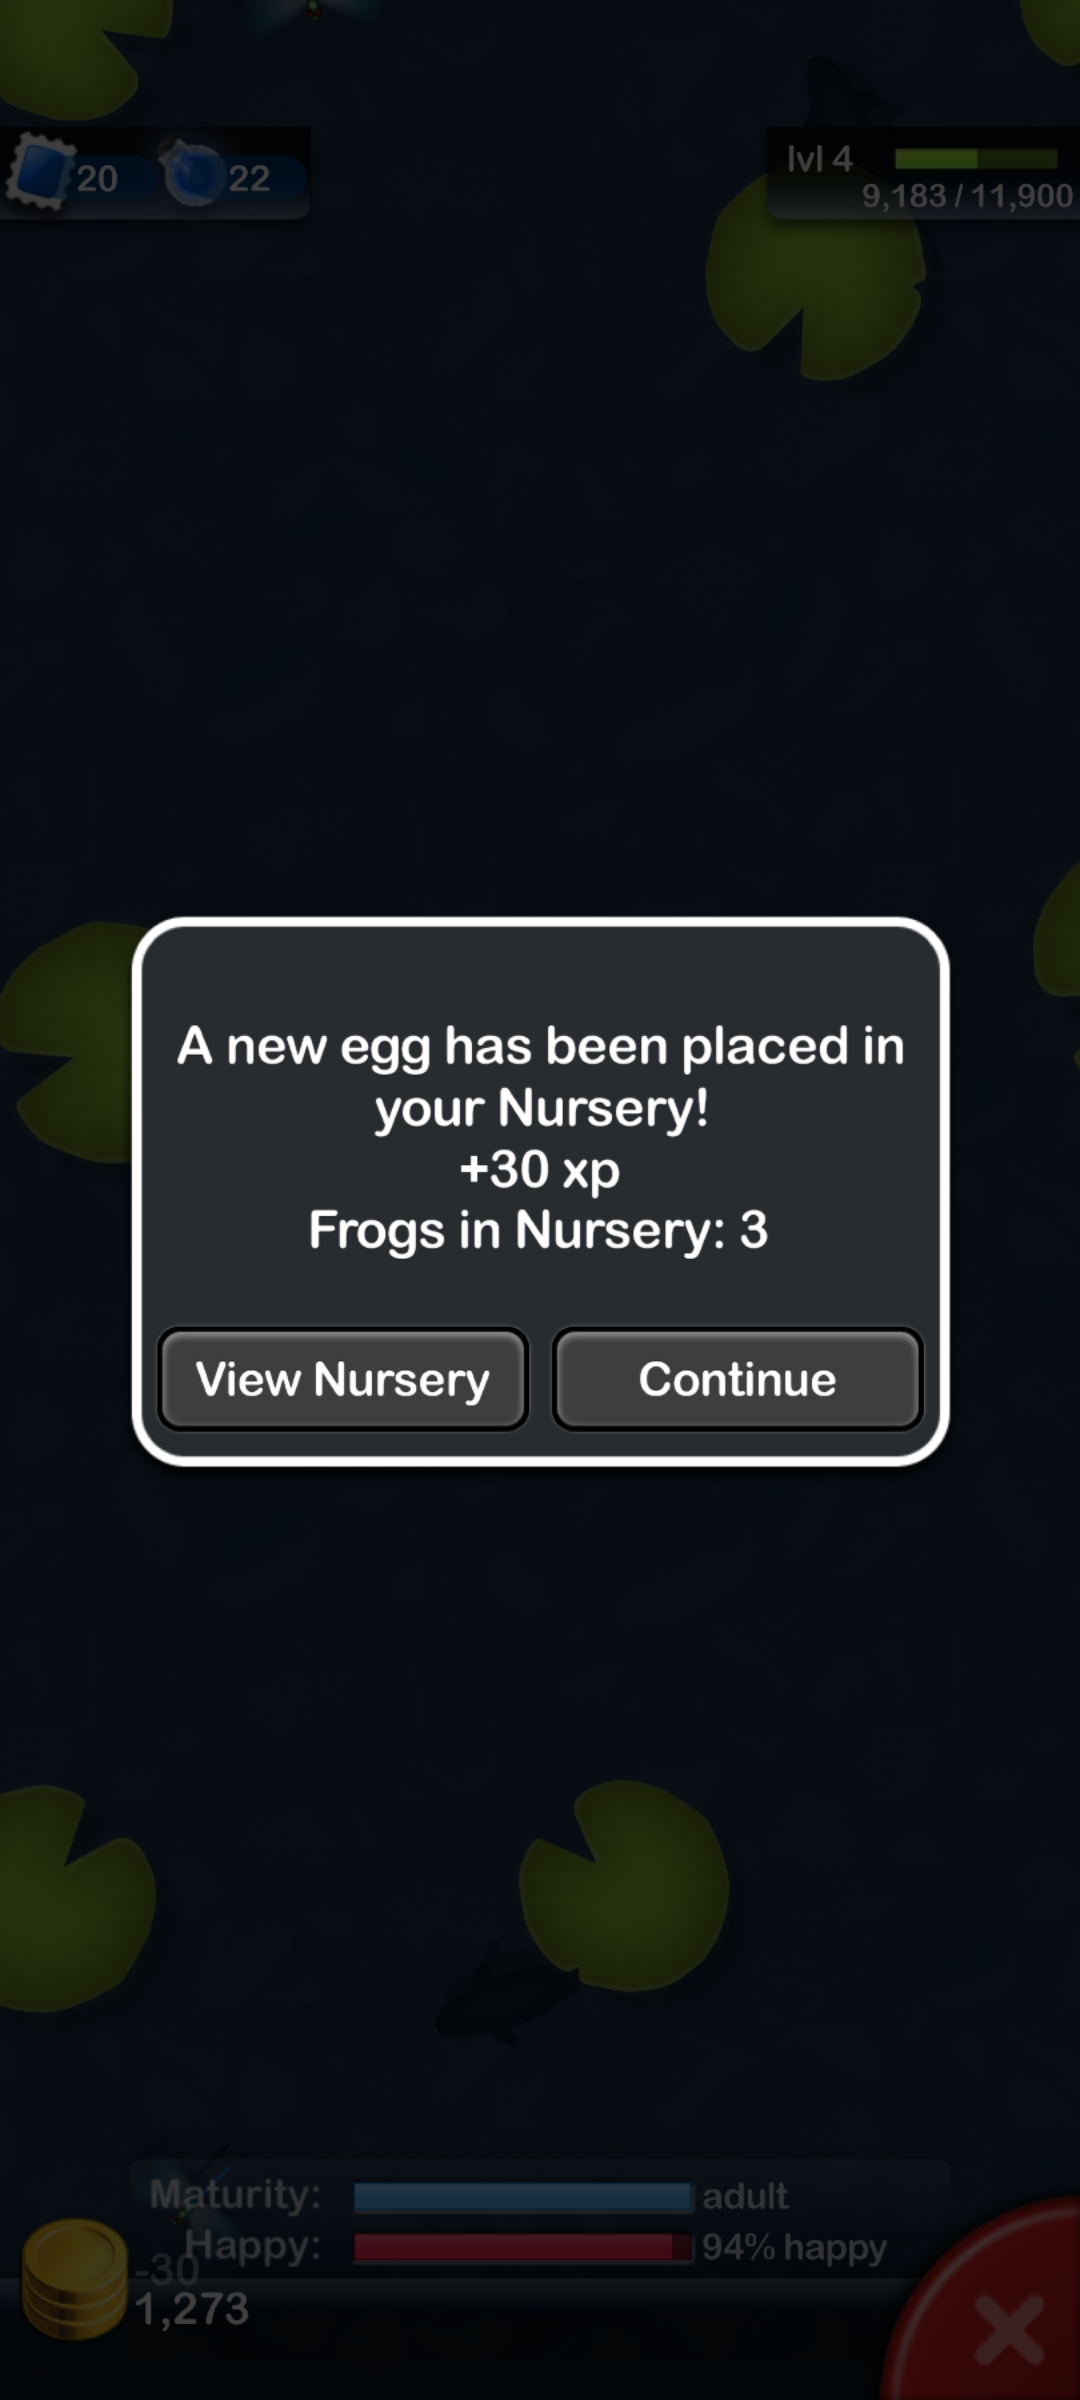 20
22
lvl 4
9,183 / 11,900
A new egg has been placed in
your Nursery!
+30 xp
Frogs in Nursery: 3
View Nursery
Continue
Maturity:
adult
Happy:
94% happy
-30
1,273